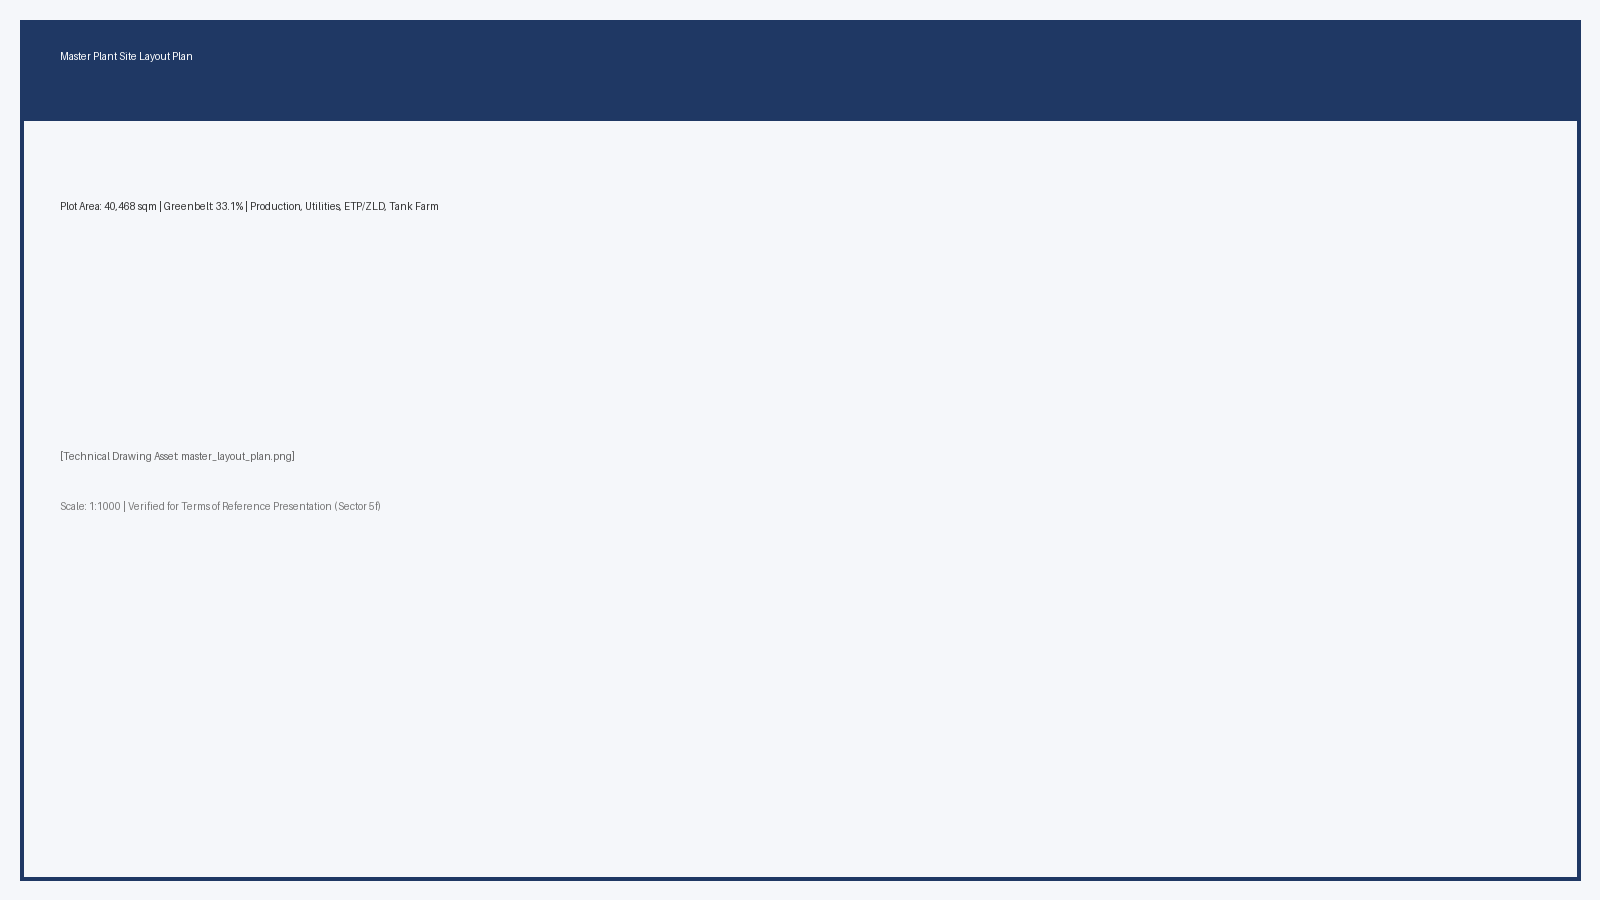 Master Plant Site Layout Plan
Plot Area: 40,468 sqm | Greenbelt: 33.1% | Production, Utilities, ETP/ZLD, Tank Farm
[Technical Drawing Asset: master_layout_plan.png]
Scale: 1:1000 | Verified for Terms of Reference Presentation (Sector 5f)